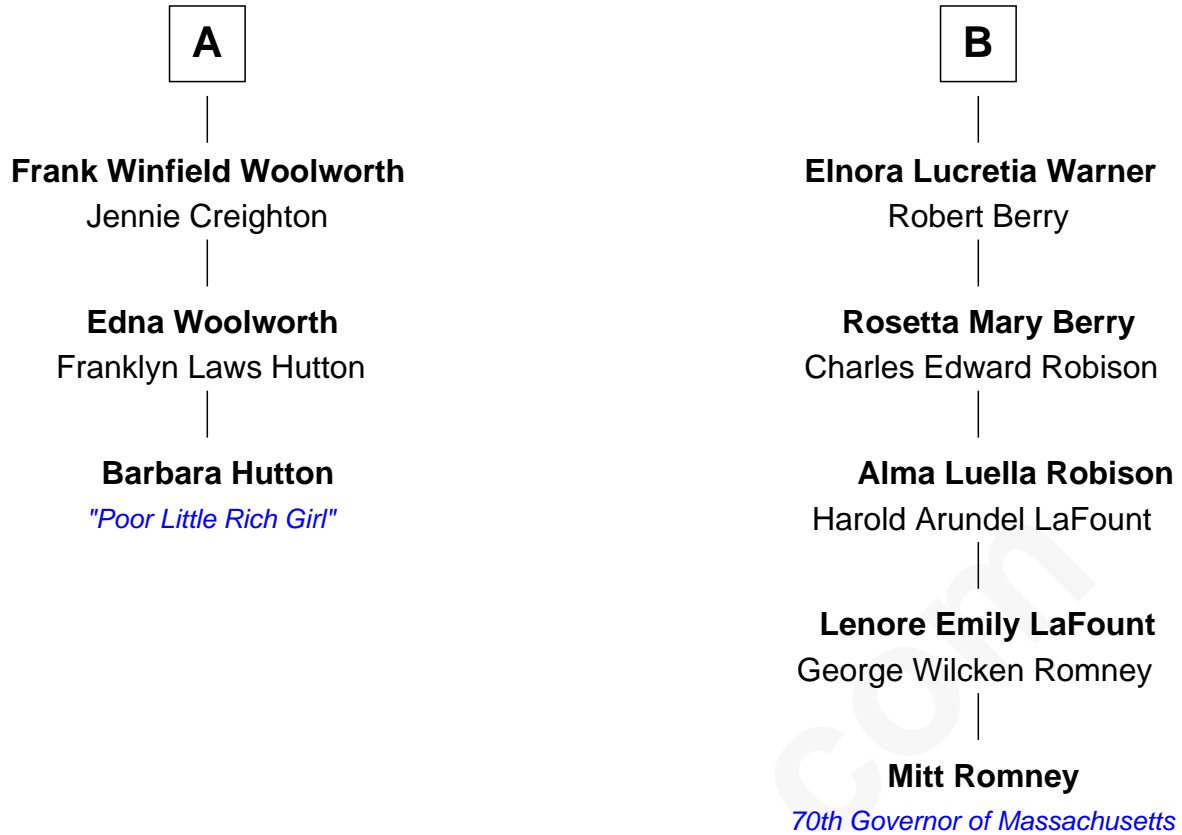 A
Frank Winfield Woolworth
Jennie Creighton
Edna Woolworth
Franklyn Laws Hutton
Barbara Hutton
"Poor Little Rich Girl"
B
Elnora Lucretia Warner
Robert Berry
Rosetta Mary Berry
Charles Edward Robison
Alma Luella Robison
Harold Arundel LaFount
Lenore Emily LaFount
George Wilcken Romney
Mitt Romney
70th Governor of Massachusetts
com